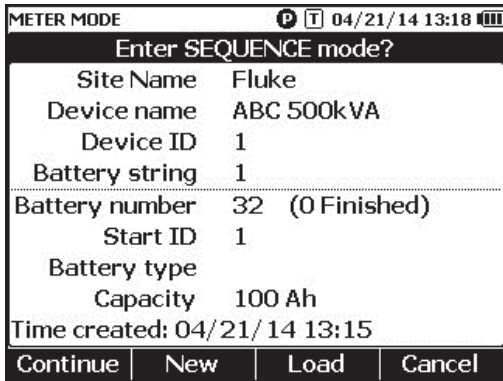 METER MODE P T 04/21/14 13:18
Enter SEQUENCE mode?
Site Name Fluke
Device name ABC 500kVA
Device ID 1
Battery string 1
Battery number 32 (0 Finished)
Start ID 1
Battery type
Capacity 100 Ah
Time created: 04/21/14 13:15
Continue New Load Cancel